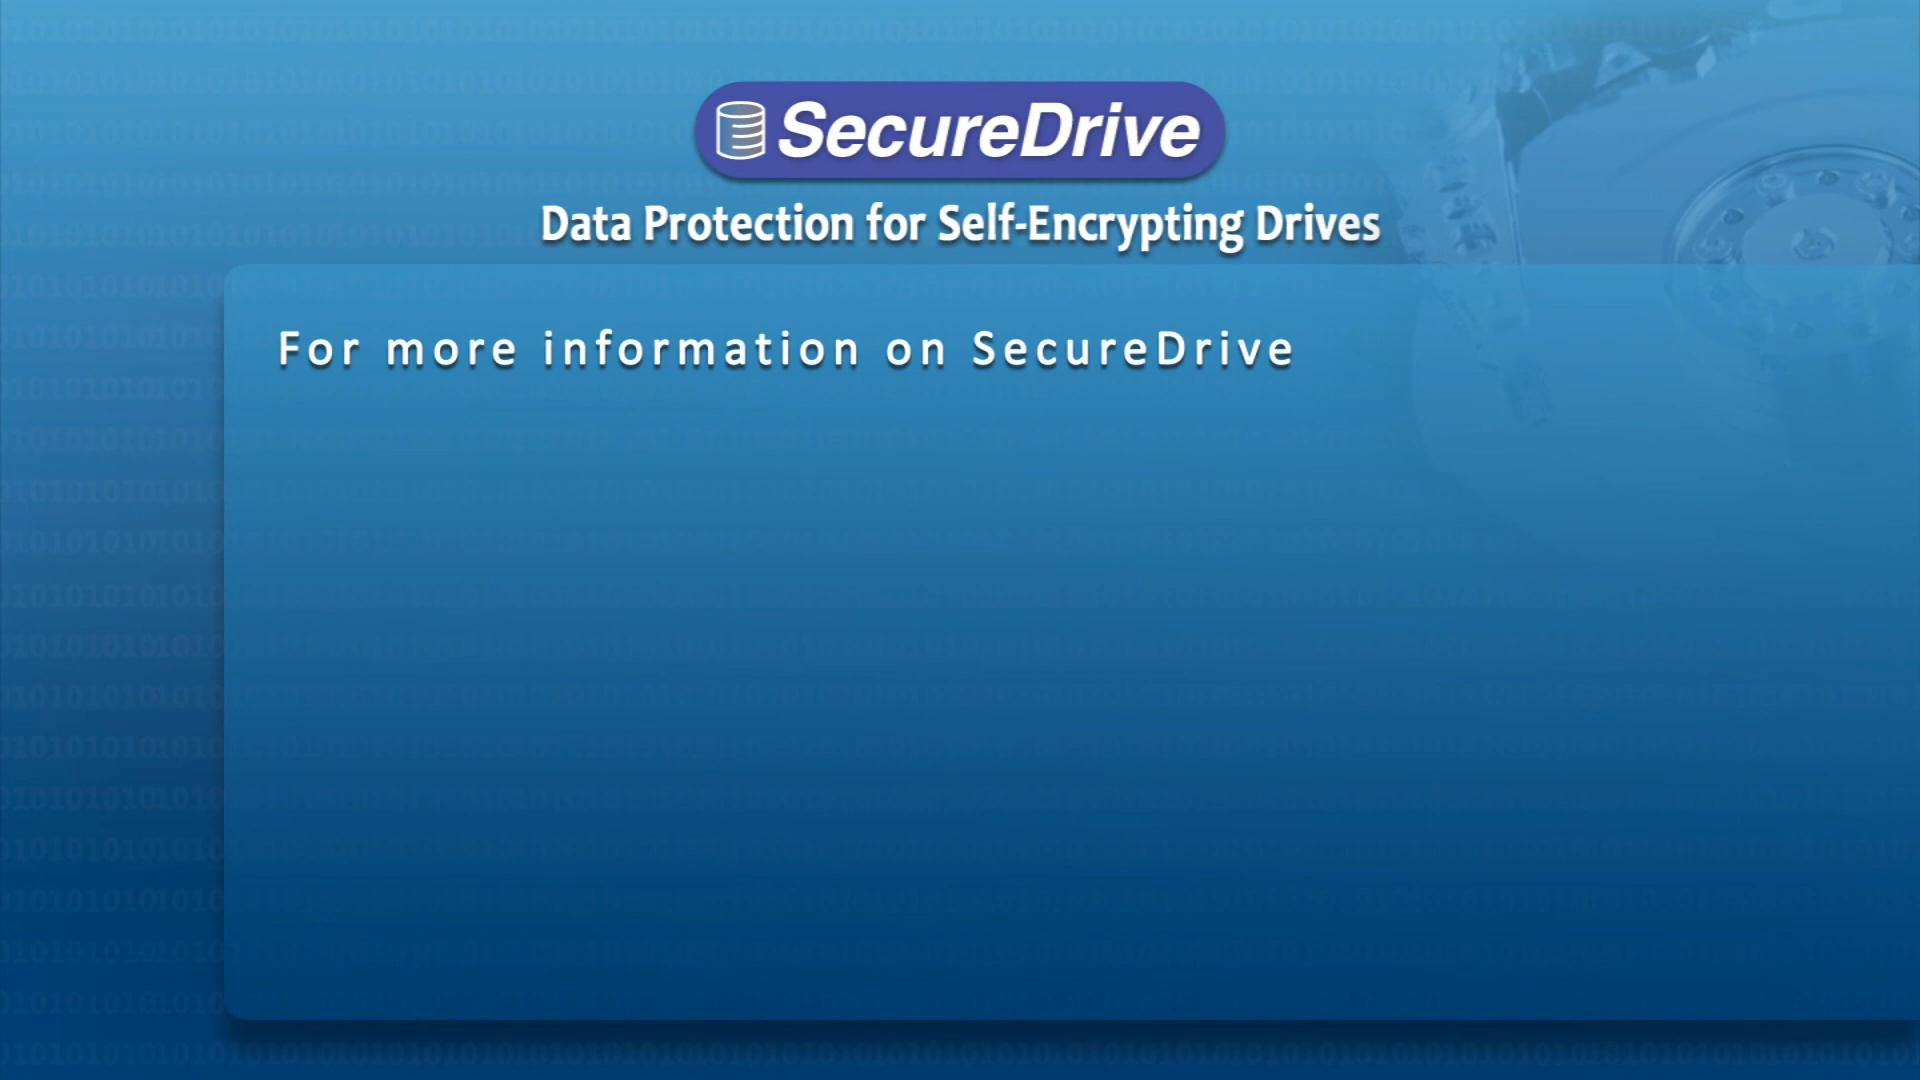 SecureDrive
Data Protection for Self-Encrypting Drives
For more information on SecureDrive